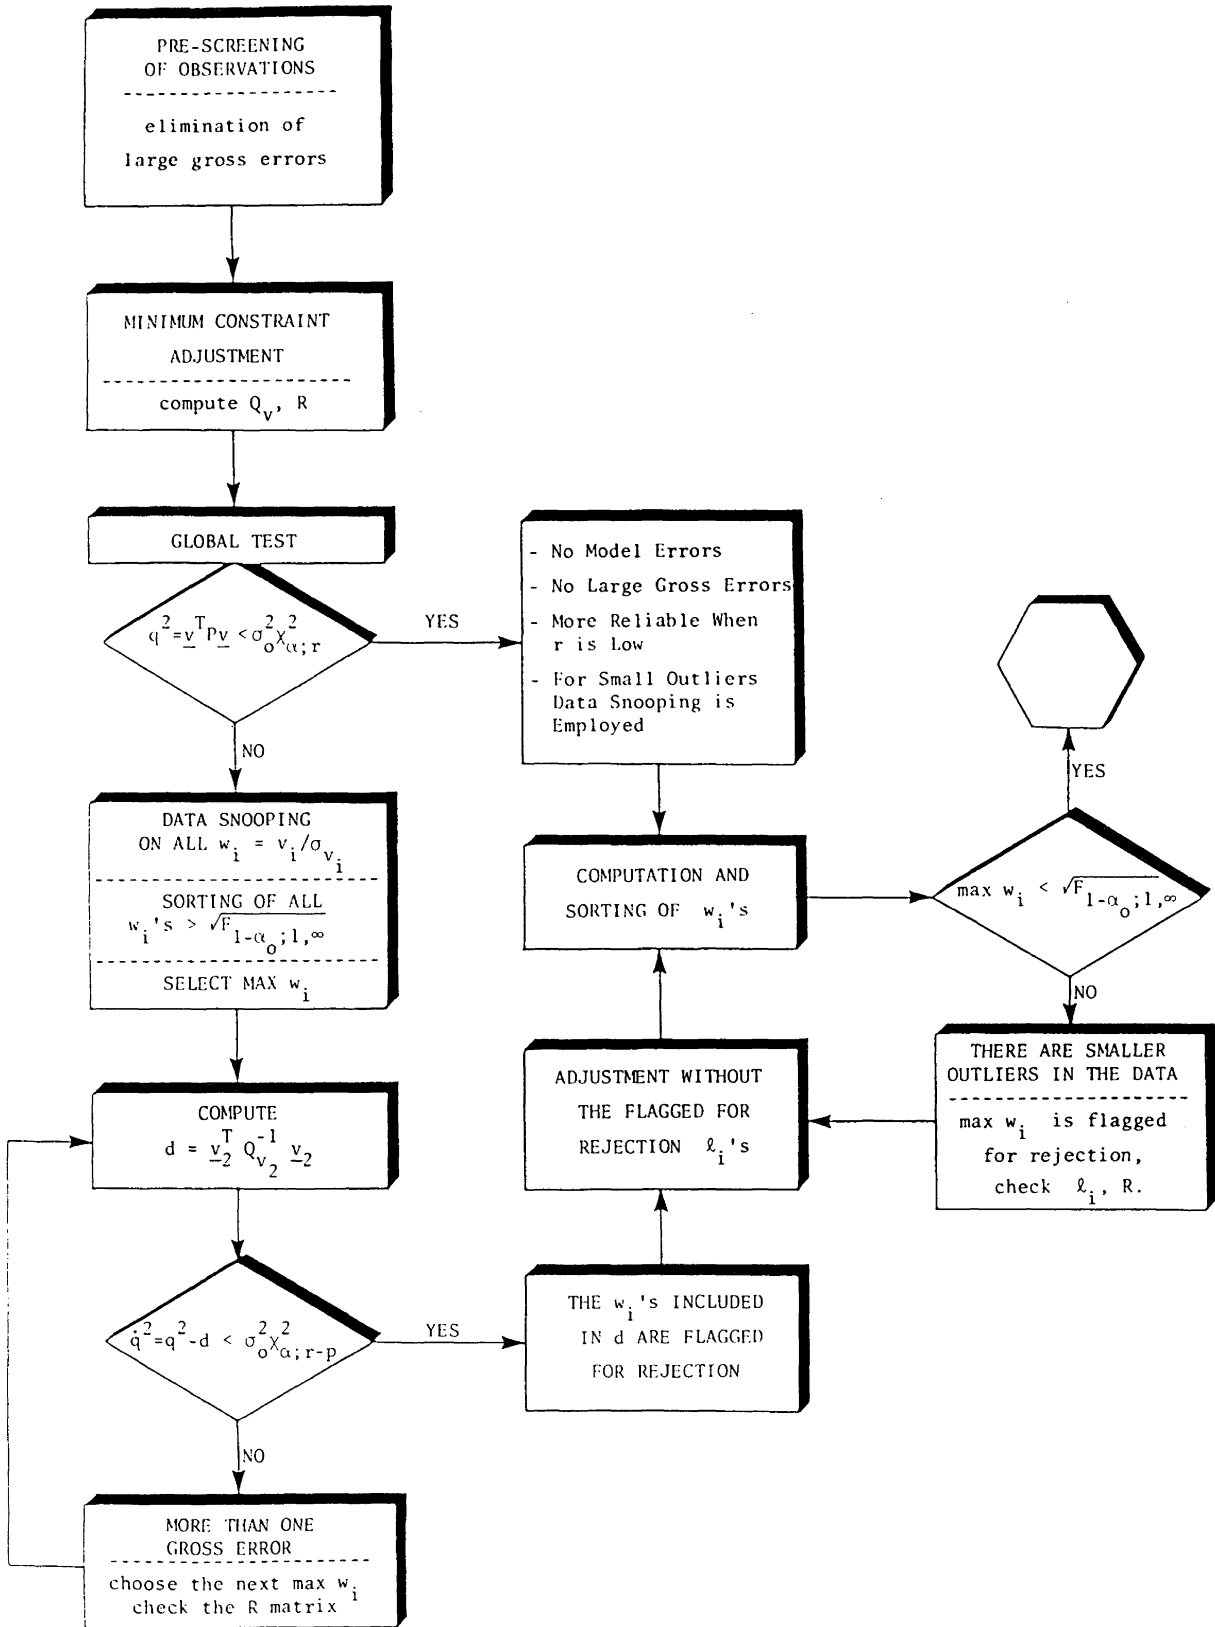 PRE-SCREENING
OF OBSERVATIONS
elimination of
large gross errors
MINIMUM CONSTRAINT
ADJUSTMENT
compute Q_v, R
GLOBAL TEST
q²=v^T Pv < σ_o² χ²_α;r
YES
NO
- No Model Errors
- No Large Gross Errors
- More Reliable When
r is Low
- For Small Outliers
Data Snooping is
Employed
DATA SNOOPING
ON ALL w_i = v_i/σ_v_i
SORTING OF ALL
w_i's > √F_1-α_o;1,∞
SELECT MAX w_i
COMPUTE
d = v_2^T Q_v_2^-1 v_2
q̇²=q²-d < σ_o² χ²_α;r-p
YES
NO
MORE THAN ONE
GROSS ERROR
choose the next max w_i
check the R matrix
THE w_i's INCLUDED
IN d ARE FLAGGED
FOR REJECTION
ADJUSTMENT WITHOUT
THE FLAGGED FOR
REJECTION ℓ_i's
COMPUTATION AND
SORTING OF w_i's
max w_i < √F_1-α_o;1,∞
YES
NO
THERE ARE SMALLER
OUTLIERS IN THE DATA
max w_i is flagged
for rejection,
check ℓ_i, R.